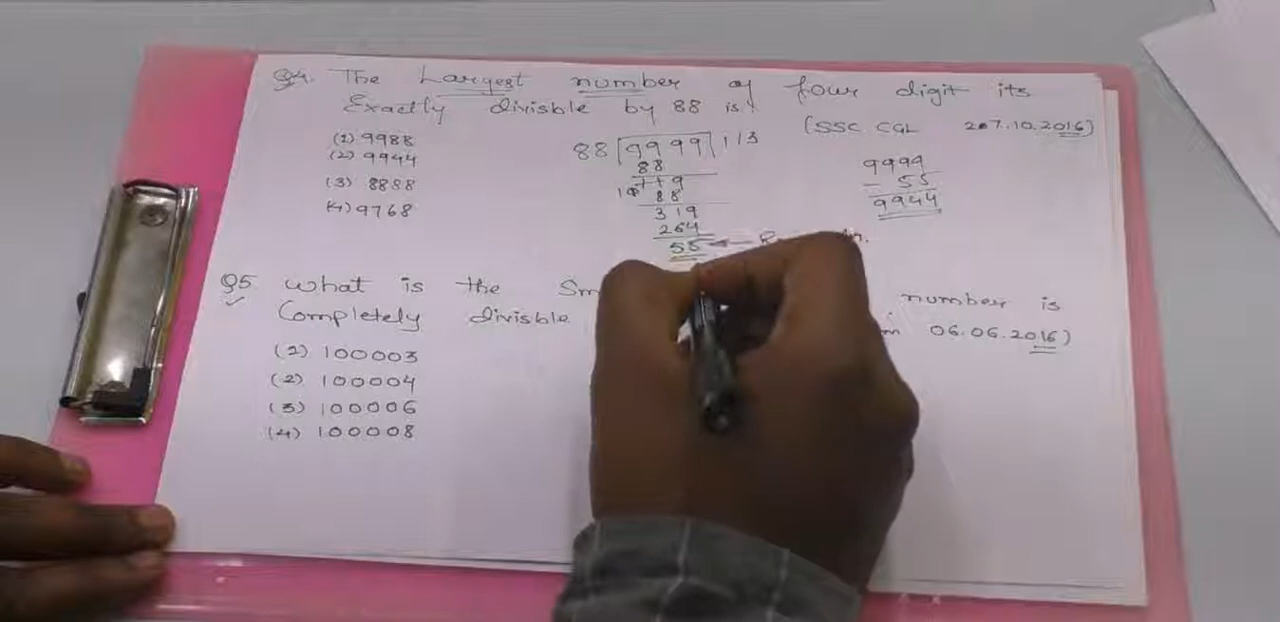 Q4. The Largest number of four digit its
Exactly divisble by 88 is?
(SSC CGL 27.10.2016)
(1) 9988
(2) 9944
(3) 8888
(4) 9768
88 9999 113
88
119
88
319
264
55
9999
- 55
9944
Q5 what is the number is
Completely divisble 06.06.2016)
(1) 100003
(2) 100004
(3) 100006
(4) 100008